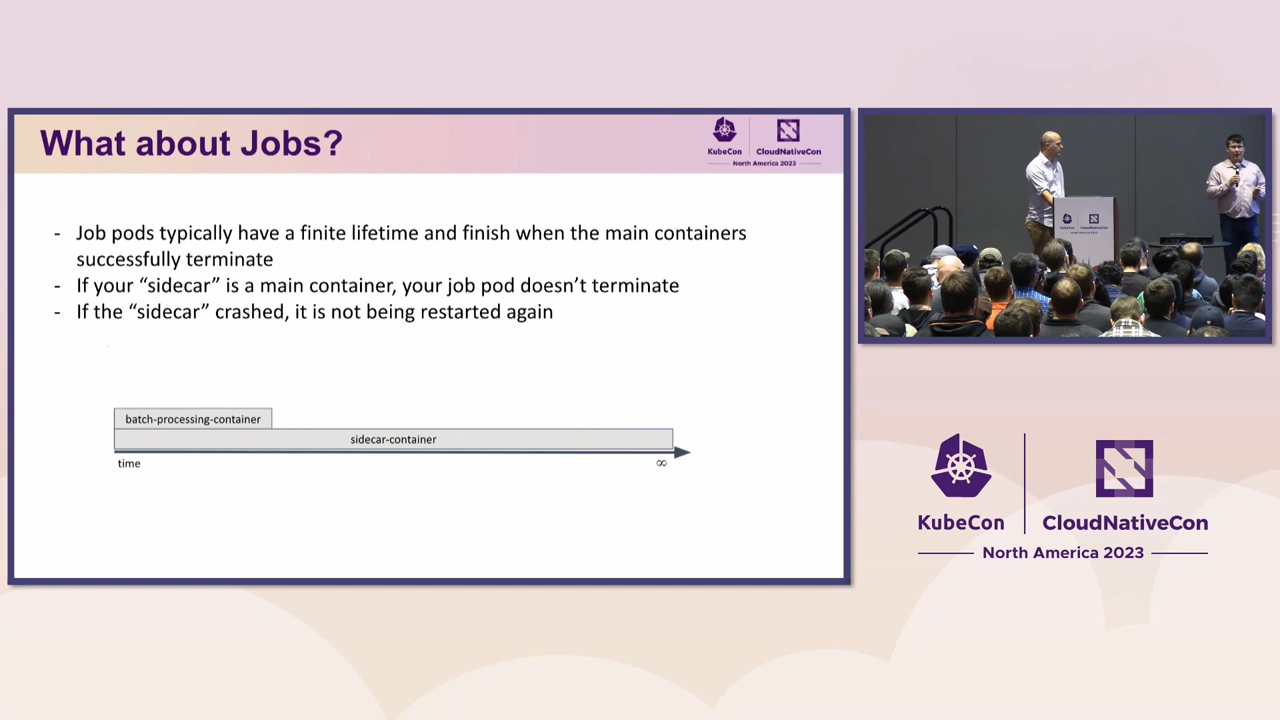 What about Jobs?
KubeCon
CloudNativeCon
North America 2023
- Job pods typically have a finite lifetime and finish when the main containers
successfully terminate
- If your “sidecar” is a main container, your job pod doesn’t terminate
- If the “sidecar” crashed, it is not being restarted again
batch-processing-container
sidecar-container
time
∞
KubeCon
CloudNativeCon
North America 2023